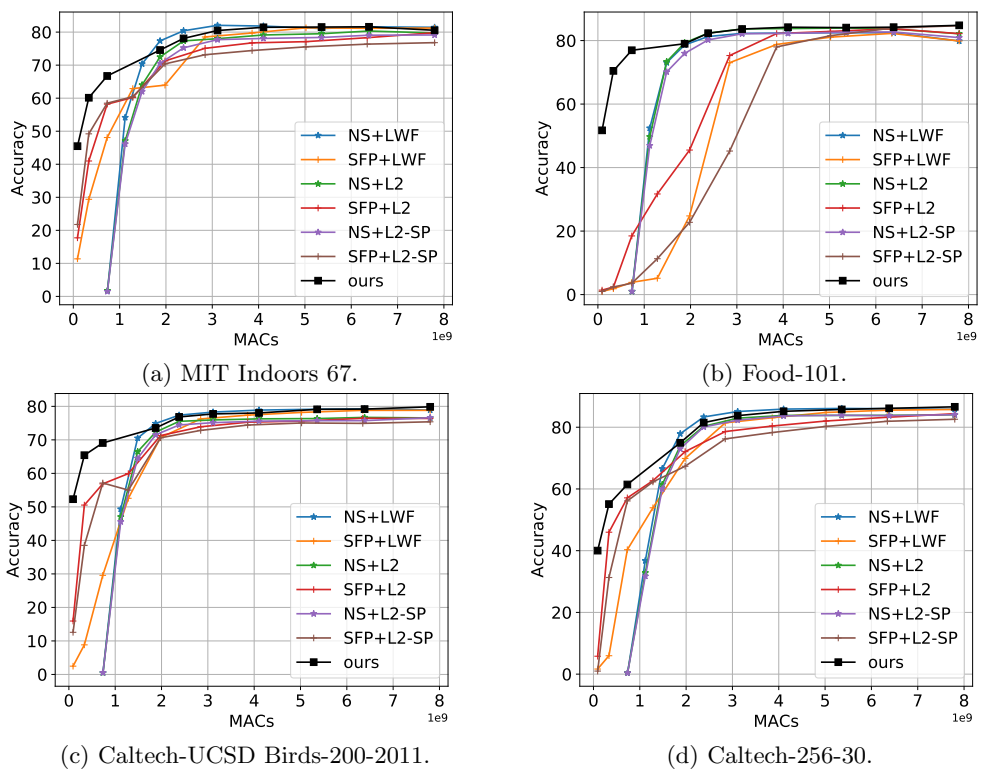 80
70
60
50
40
30
20
10
0
Accuracy
NS+LWF
SFP+LWF
NS+L2
SFP+L2
NS+L2-SP
SFP+L2-SP
ours
0 1 2 3 4 5 6 7 8
MACs 1e9
(a) MIT Indoors 67.
80
60
40
20
0
Accuracy
NS+LWF
SFP+LWF
NS+L2
SFP+L2
NS+L2-SP
SFP+L2-SP
ours
0 1 2 3 4 5 6 7 8
MACs 1e9
(b) Food-101.
80
70
60
50
40
30
20
10
0
Accuracy
NS+LWF
SFP+LWF
NS+L2
SFP+L2
NS+L2-SP
SFP+L2-SP
ours
0 1 2 3 4 5 6 7 8
MACs 1e9
(c) Caltech-UCSD Birds-200-2011.
80
60
40
20
0
Accuracy
NS+LWF
SFP+LWF
NS+L2
SFP+L2
NS+L2-SP
SFP+L2-SP
ours
0 1 2 3 4 5 6 7 8
MACs 1e9
(d) Caltech-256-30.